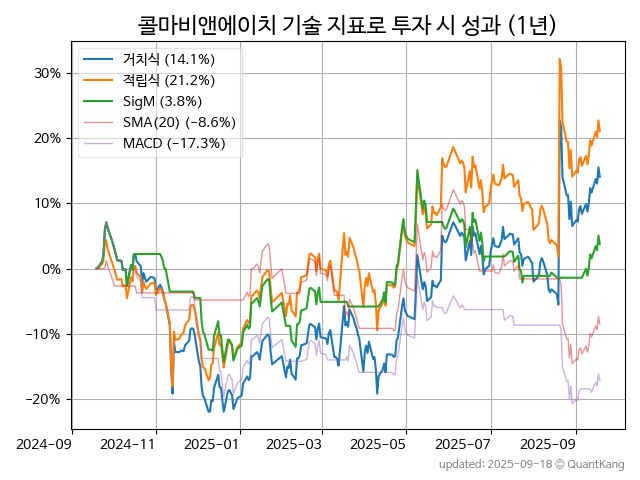 콜마비앤에이치 기술 지표로 투자 시 성과 (1년)
거치식 (14.1%)
적립식 (21.2%)
SigM (3.8%)
SMA(20) (−8.6%)
MACD (−17.3%)
30%
20%
10%
0%
−10%
−20%
2024-09
2024-11
2025-01
2025-03
2025-05
2025-07
2025-09
updated: 2025-09-18 © QuantKang